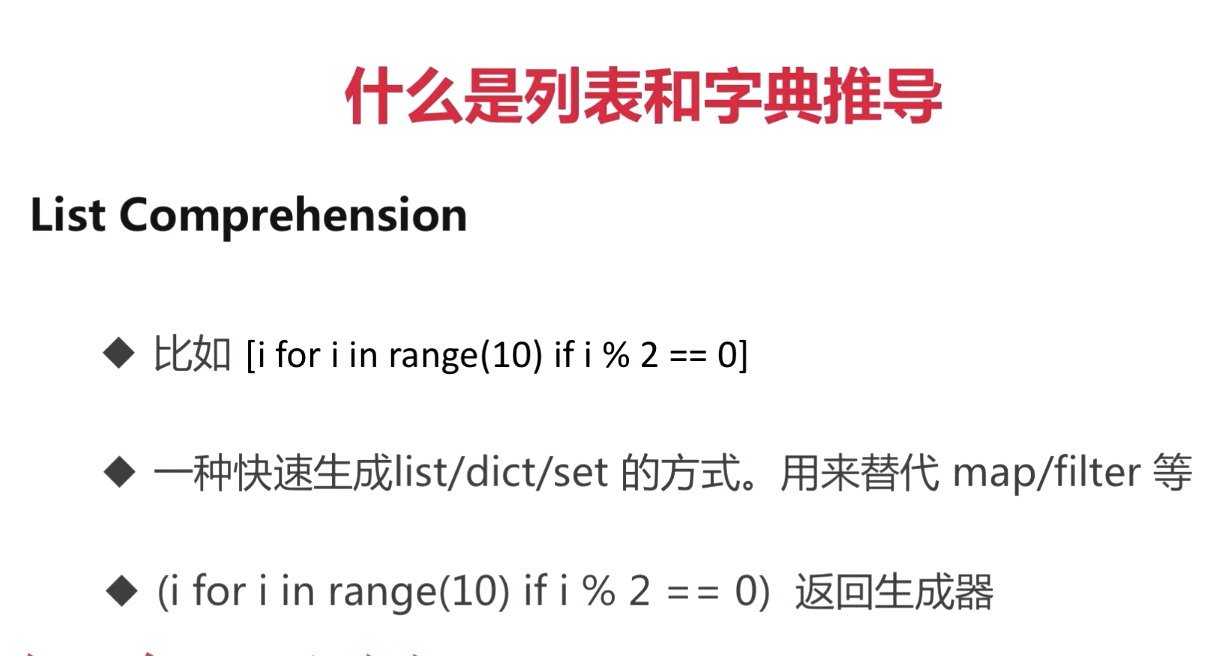 什么是列表和字典推导
List Comprehension
◆ 比如 [i for i in range(10) if i % 2 == 0]
◆ 一种快速生成list/dict/set 的方式。用来替代 map/filter 等
◆ (i for i in range(10) if i % 2 == 0) 返回生成器